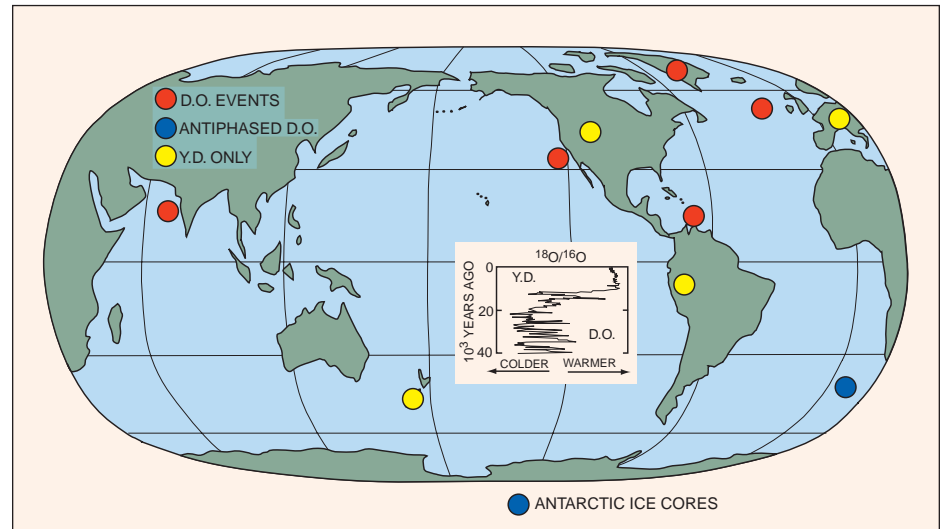 D.O. EVENTS
ANTIPHASED D.O.
Y.D. ONLY
18O/16O
0
Y.D.
20
D.O.
40
103 YEARS AGO
COLDER WARMER
ANTARCTIC ICE CORES